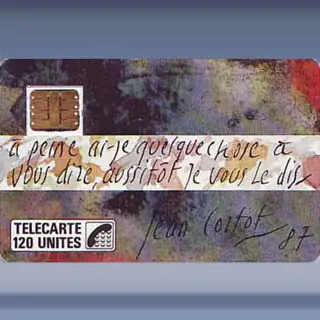 à peine ai-je quelque chose à
vous dire, aussitôt je vous le dis
Jean Cortot
87
TELECARTE
120 UNITES